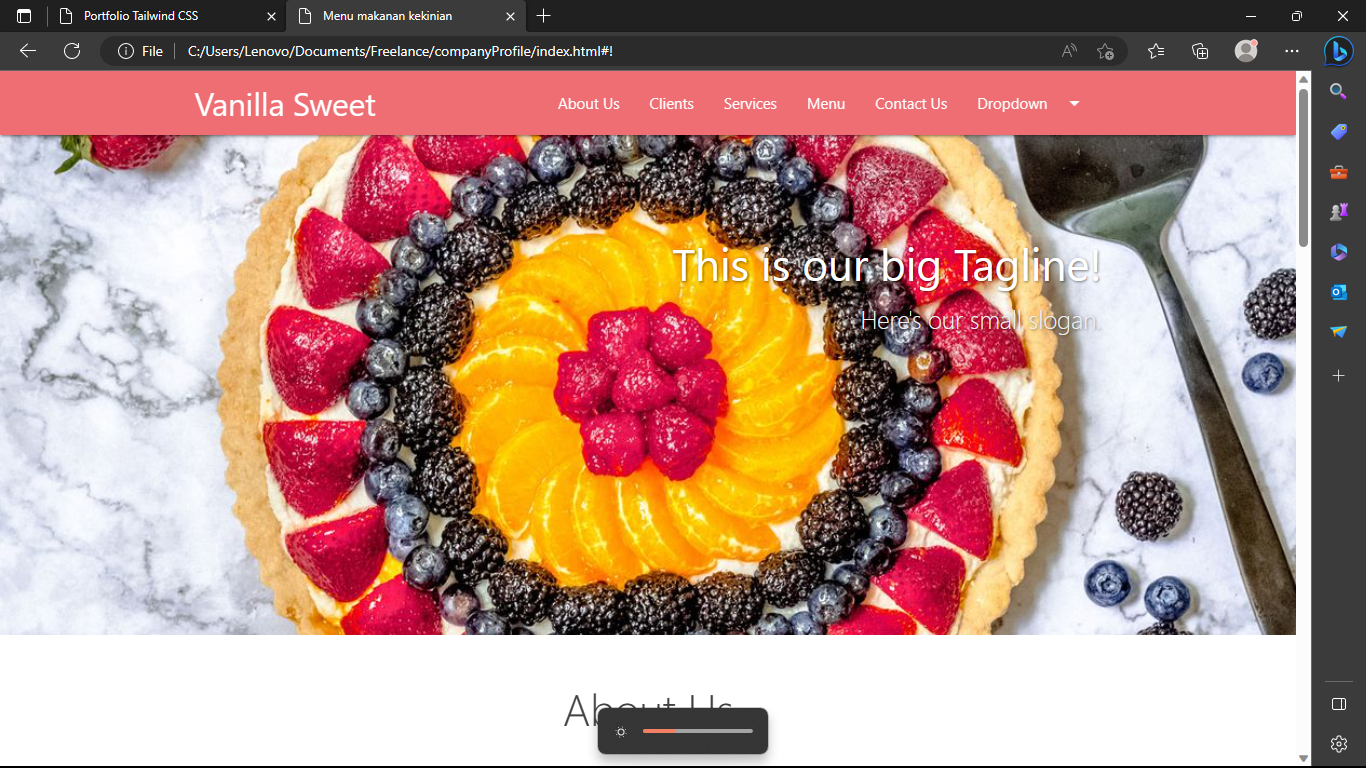 Portfolio Tailwind CSS
Menu makanan kekinian
File
C:/Users/Lenovo/Documents/Freelance/companyProfile/index.html#!
Vanilla Sweet
About Us
Clients
Services
Menu
Contact Us
Dropdown
This is our big Tagline!
Here's our small slogan.
About Us